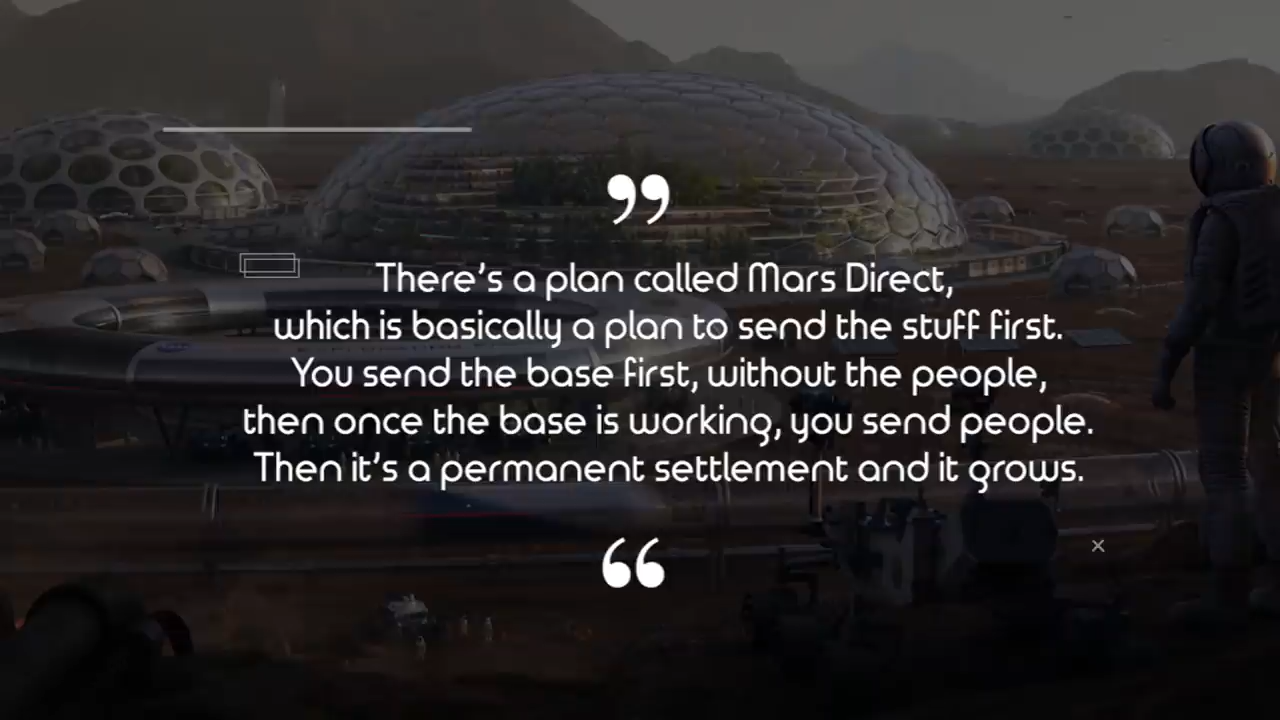 ”
There's a plan called Mars Direct,
which is basically a plan to send the stuff first.
You send the base first, without the people,
then once the base is working, you send people.
Then it's a permanent settlement and it grows.
“